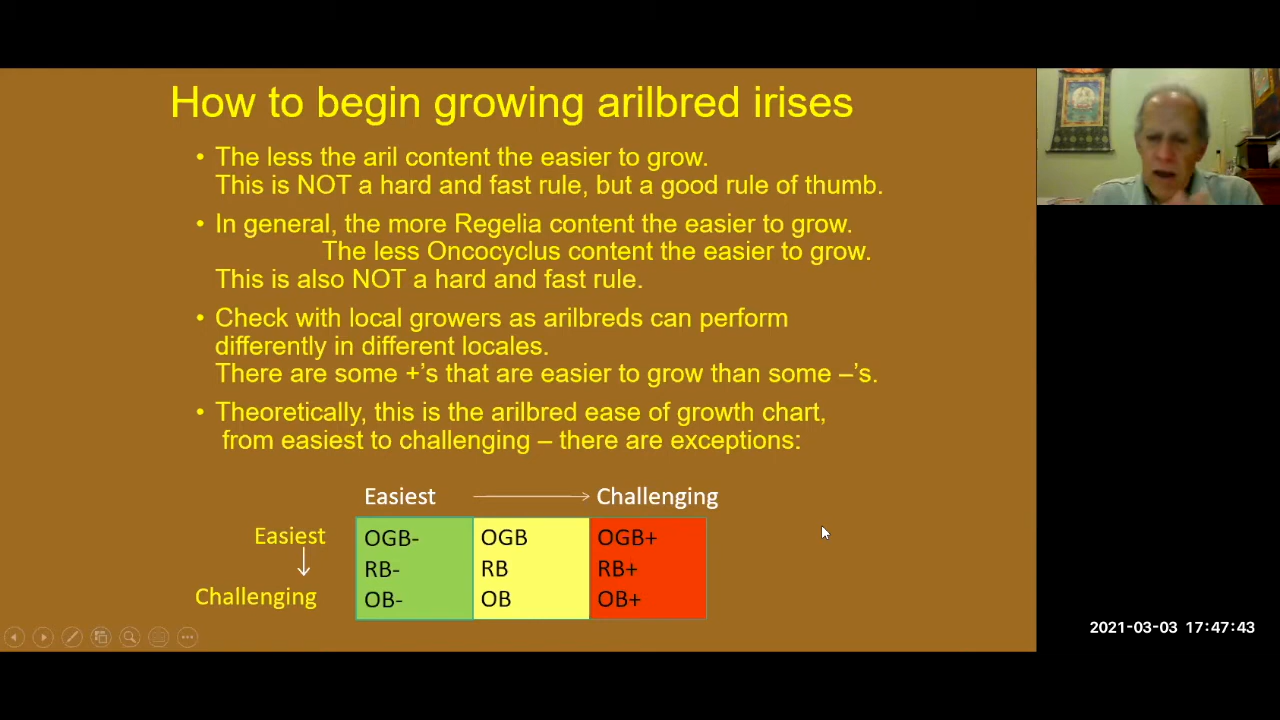 How to begin growing arilbred irises
• The less the aril content the easier to grow.
This is NOT a hard and fast rule, but a good rule of thumb.
• In general, the more Regelia content the easier to grow.
The less Oncocyclus content the easier to grow.
This is also NOT a hard and fast rule.
• Check with local growers as arilbreds can perform
differently in different locales.
There are some +’s that are easier to grow than some –’s.
• Theoretically, this is the arilbred ease of growth chart,
from easiest to challenging – there are exceptions:
Easiest Challenging
Easiest OGB- OGB OGB+
RB- RB RB+
Challenging OB- OB OB+
2021-03-03 17:47:43